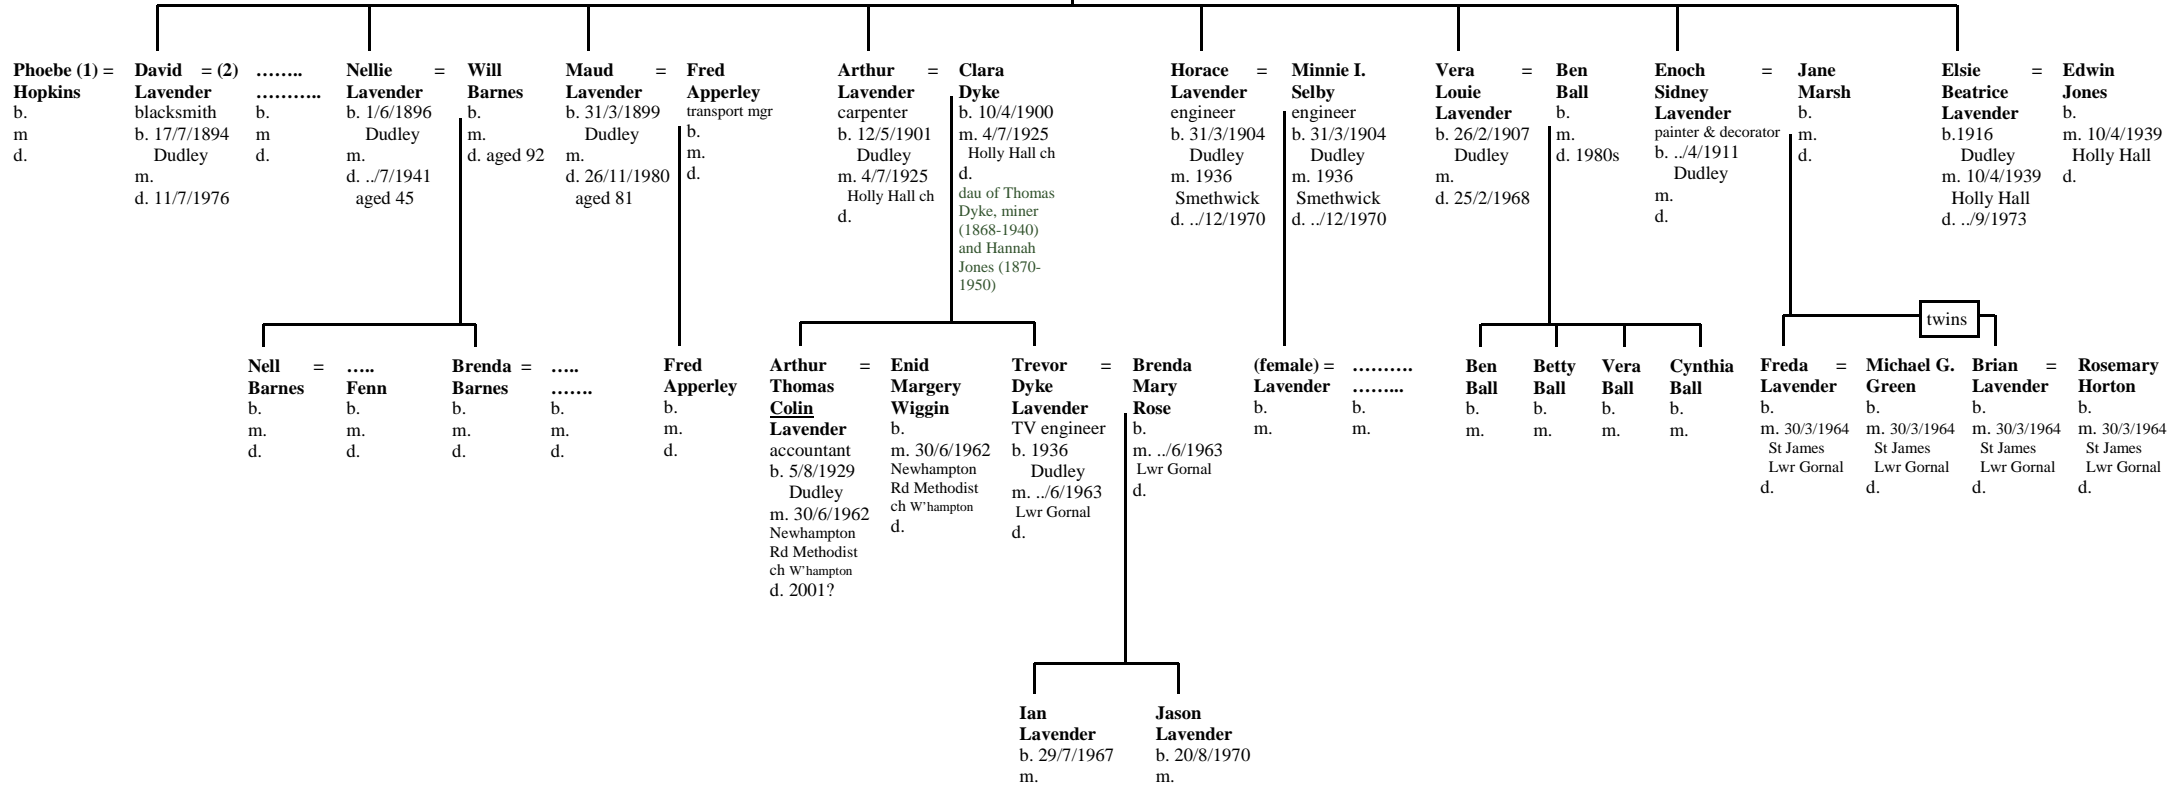 Phoebe (1) =
Hopkins
b.
m
d.
David = (2)
Lavender
blacksmith
b. 17/7/1894
Dudley
m.
d. 11/7/1976
……..
………..
b.
m
d.
Nellie =
Lavender
b. 1/6/1896
Dudley
m.
d. ../7/1941
aged 45
Will
Barnes
b.
m.
d. aged 92
Maud =
Lavender
b. 31/3/1899
Dudley
m.
d. 26/11/1980
aged 81
Fred
Apperley
transport mgr
b.
m.
d.
Arthur =
Lavender
carpenter
b. 12/5/1901
Dudley
m. 4/7/1925
Holly Hall ch
d.
Clara
Dyke
b. 10/4/1900
m. 4/7/1925
Holly Hall ch
d.
dau of Thomas
Dyke, miner
(1868-1940)
and Hannah
Jones (1870-
1950)
Horace =
Lavender
engineer
b. 31/3/1904
Dudley
m. 1936
Smethwick
d. ../12/1970
Minnie I.
Selby
engineer
b. 31/3/1904
Dudley
m. 1936
Smethwick
d. ../12/1970
Vera =
Louie
Lavender
b. 26/2/1907
Dudley
m.
d. 25/2/1968
Ben
Ball
b.
m.
d. 1980s
Enoch =
Sidney
Lavender
painter & decorator
b. ../4/1911
Dudley
m.
d.
Jane
Marsh
b.
m.
d.
Elsie =
Beatrice
Lavender
b.1916
Dudley
m. 10/4/1939
Holly Hall
d. ../9/1973
Edwin
Jones
b.
m. 10/4/1939
Holly Hall
d.
twins
Nell =
Barnes
b.
m.
d.
…..
Fenn
b.
m.
d.
Brenda =
Barnes
b.
m.
d.
…..
…….
b.
m.
d.
Fred
Apperley
b.
m.
d.
Arthur =
Thomas
Colin
Lavender
accountant
b. 5/8/1929
Dudley
m. 30/6/1962
Newhampton
Rd Methodist
ch W'hampton
d. 2001?
Enid
Margery
Wiggin
b.
m. 30/6/1962
Newhampton
Rd Methodist
ch W'hampton
d.
Trevor =
Dyke
Lavender
TV engineer
b. 1936
Dudley
m. ../6/1963
Lwr Gornal
d.
Brenda
Mary
Rose
b.
m. ../6/1963
Lwr Gornal
d.
(female) =
Lavender
b.
m.
……….
……...
b.
m.
Ben
Ball
b.
m.
Betty
Ball
b.
m.
Vera
Ball
b.
m.
Cynthia
Ball
b.
m.
Freda =
Lavender
b.
m. 30/3/1964
St James
Lwr Gornal
d.
Michael G.
Green
b.
m. 30/3/1964
St James
Lwr Gornal
d.
Brian =
Lavender
b.
m. 30/3/1964
St James
Lwr Gornal
d.
Rosemary
Horton
b.
m. 30/3/1964
St James
Lwr Gornal
d.
Ian
Lavender
b. 29/7/1967
m.
Jason
Lavender
b. 20/8/1970
m.